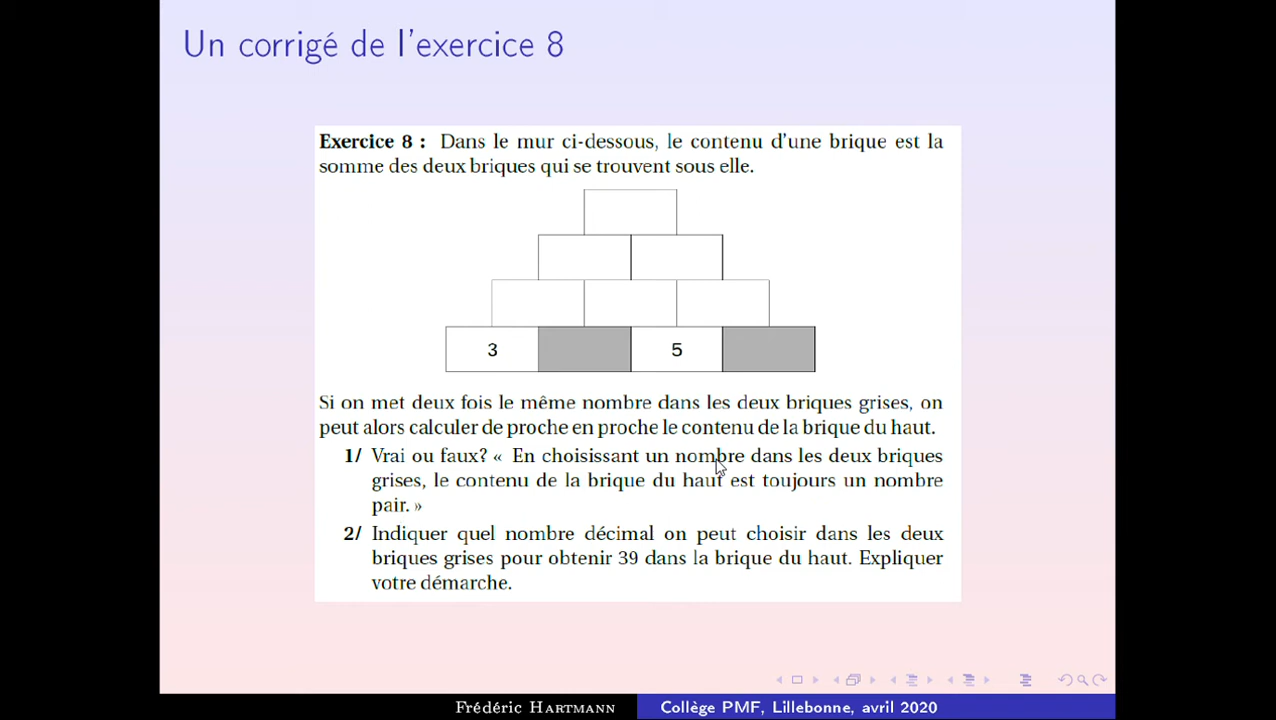 Un corrigé de l'exercice 8
Exercice 8 : Dans le mur ci-dessous, le contenu d'une brique est la
somme des deux briques qui se trouvent sous elle.
3 5
Si on met deux fois le même nombre dans les deux briques grises, on
peut alors calculer de proche en proche le contenu de la brique du haut.
1/ Vrai ou faux? « En choisissant un nombre dans les deux briques
grises, le contenu de la brique du haut est toujours un nombre
pair. »
2/ Indiquer quel nombre décimal on peut choisir dans les deux
briques grises pour obtenir 39 dans la brique du haut. Expliquer
votre démarche.
Frédéric Hartmann Collège PMF, Lillebonne, avril 2020